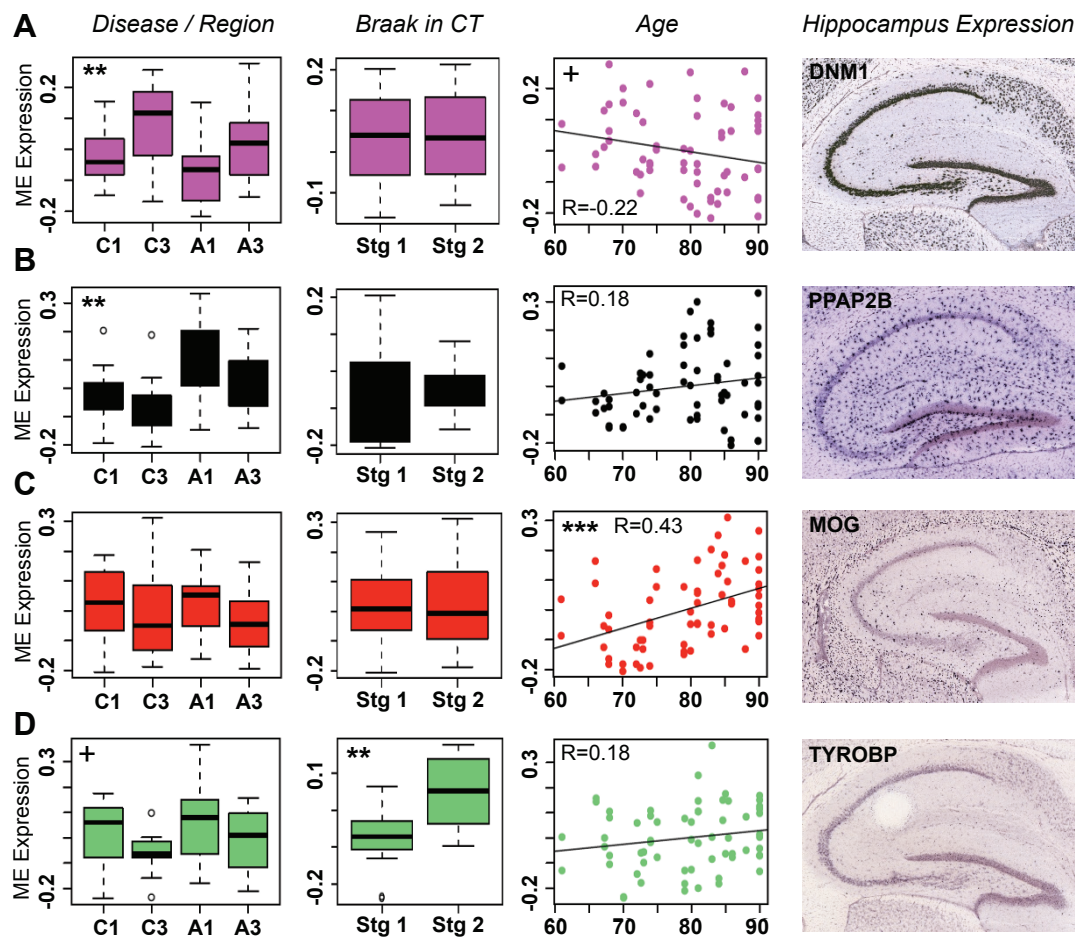 A Disease / Region Braak in CT Age Hippocampus Expression
ME Expression
0.2
-0.2
**
C1 C3 A1 A3
0.2
-0.1
Stg 1 Stg 2
0.2
-0.2
+
R=-0.22
60 70 80 90
DNM1
B
ME Expression
0.3
-0.2
**
C1 C3 A1 A3
0.2
-0.2
Stg 1 Stg 2
0.3
-0.2
R=0.18
60 70 80 90
PPAP2B
C
ME Expression
0.3
-0.2
C1 C3 A1 A3
0.3
-0.2
Stg 1 Stg 2
0.3
-0.2
*** R=0.43
60 70 80 90
MOG
D
ME Expression
0.3
-0.2
+
C1 C3 A1 A3
0.1
-0.2
**
Stg 1 Stg 2
0.3
-0.2
R=0.18
60 70 80 90
TYROBP